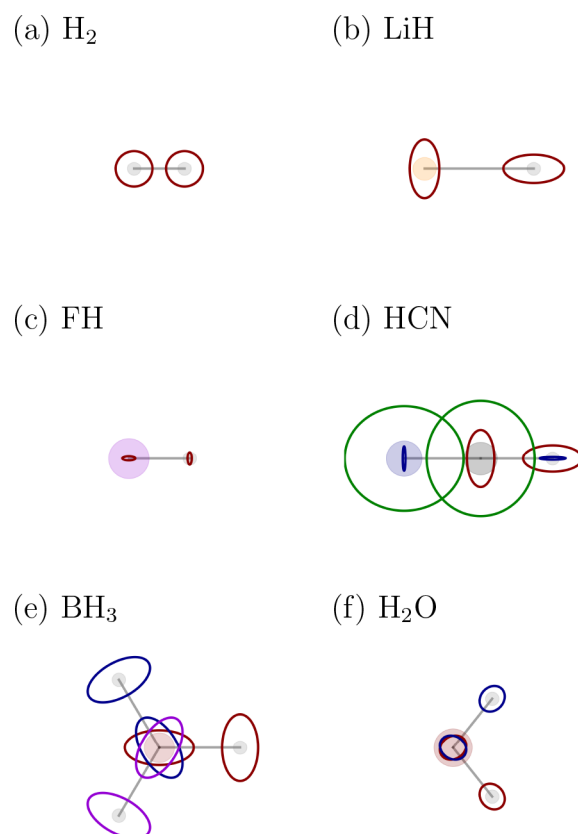 (a) H₂
(b) LiH
(c) FH
(d) HCN
(e) BH₃
(f) H₂O